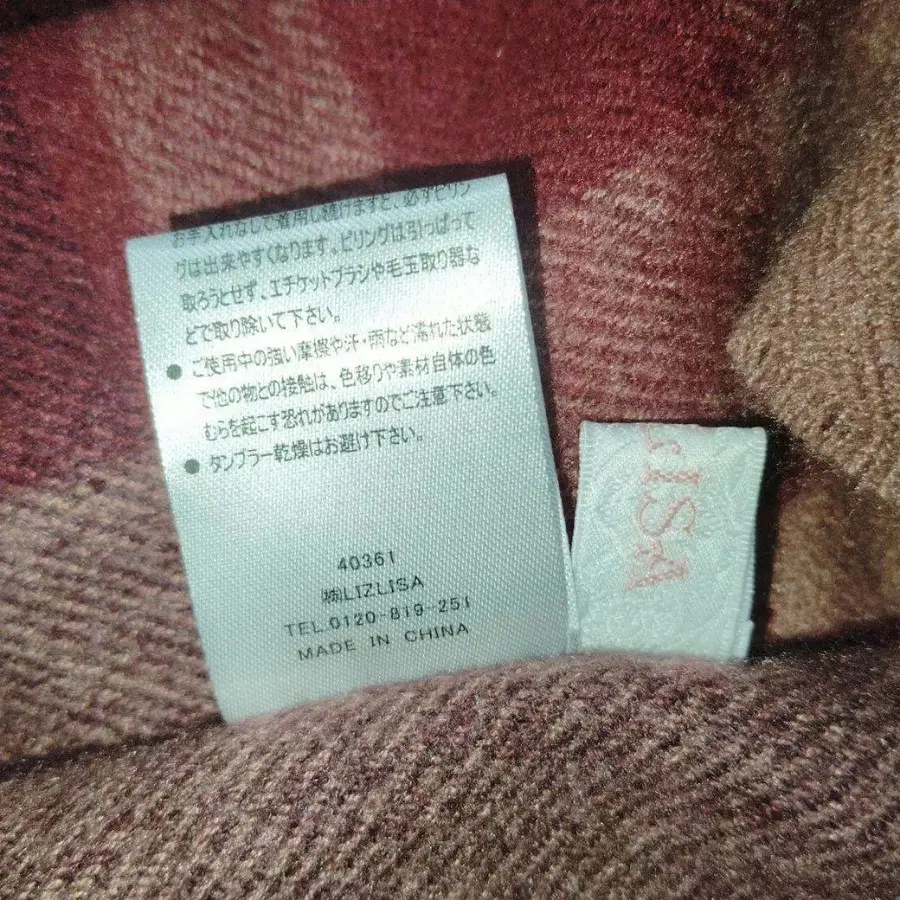 お手入れなしで着用し続けますと、必ずピリン
グは出来やすくなります。ピリングは引っぱって
取ろうとせず、エチケットブラシや毛玉取り器な
どで取り除いて下さい。
● ご使用中の強い摩擦や汗・雨など濡れた状態
で他の物との接触は、色移りや素材自体の色
むらを起こす恐れがありますのでご注意下さい。
● タンブラー乾燥はお避け下さい。
40361
㈱LIZLISA
TEL.0120-819-251
MADE IN CHINA
LISA